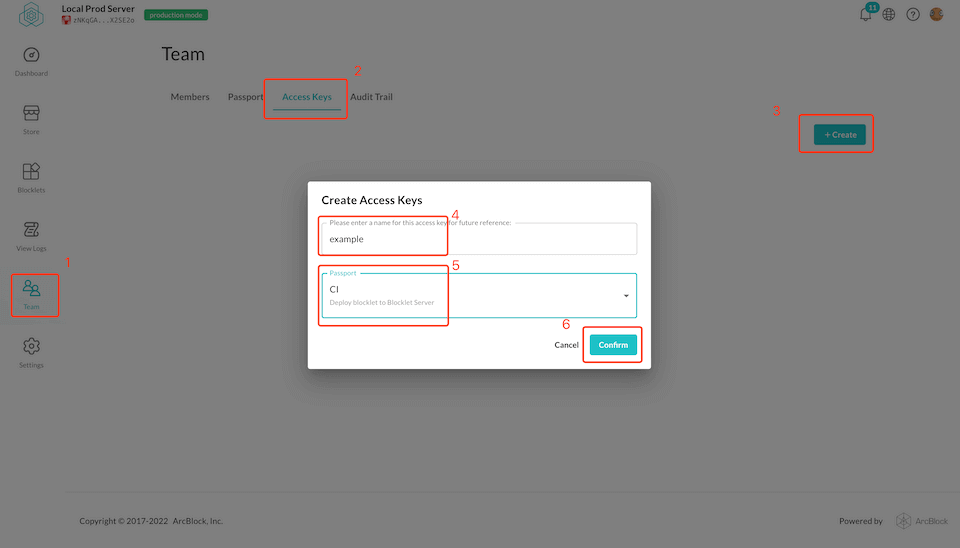 Local Prod Server
zNKqGA...X2SE2o
production mode
11
Dashboard
Store
Blocklets
View Logs
1
Team
Settings
Team
2
Members
Passport
Access Keys
Audit Trail
3
+ Create
Create Access Keys
4
Please enter a name for this access key for future reference:
example
5
Passport
CI
Deploy blocklet to Blocklet Server
6
Cancel
Confirm
Copyright © 2017-2022 ArcBlock, Inc.
Powered by
ArcBlock